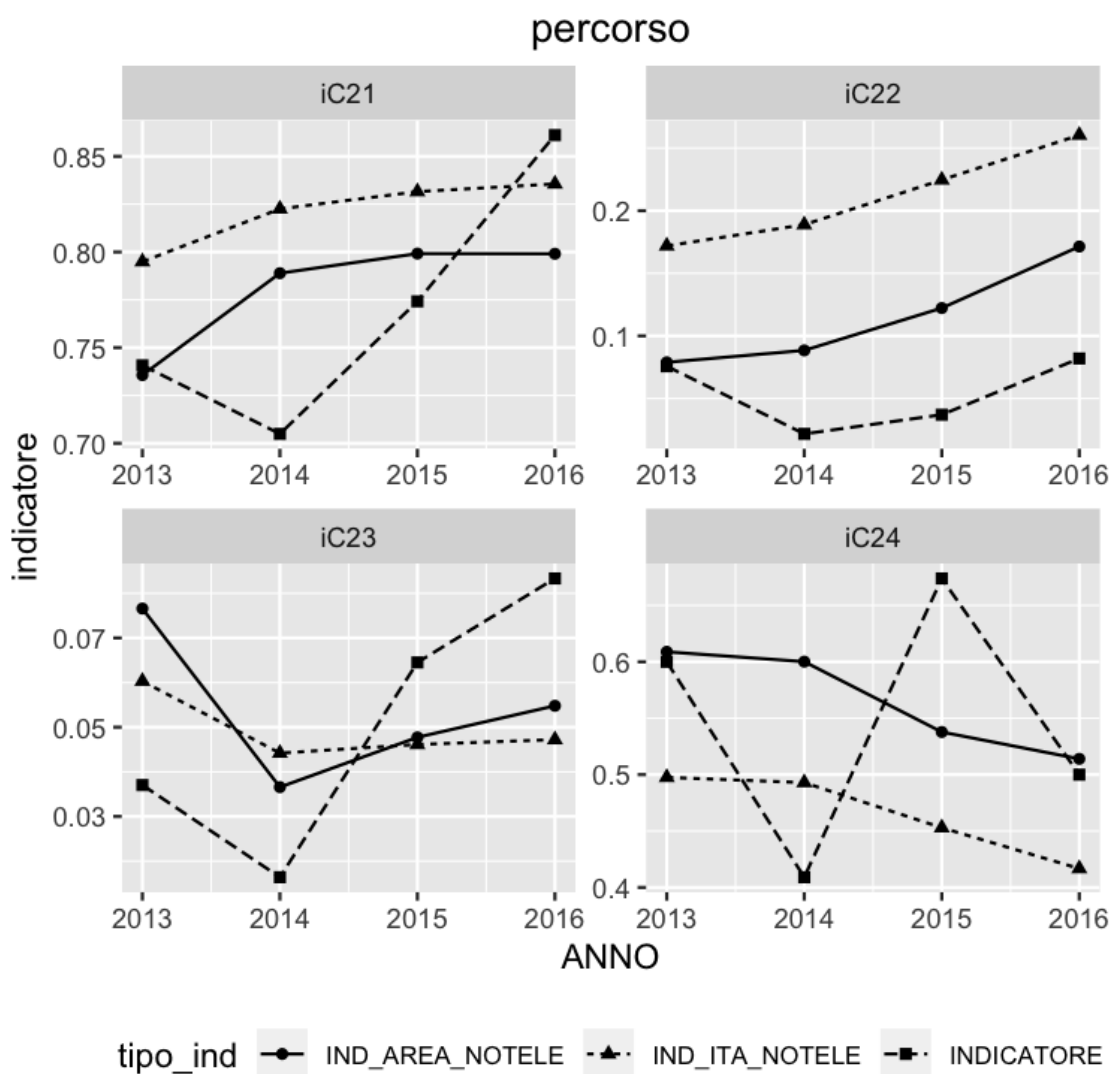 percorso
iC21
iC22
0.85
0.80
0.75
0.70
0.2
0.1
2013 2014 2015 2016
2013 2014 2015 2016
indicatore
iC23
iC24
0.07
0.05
0.03
0.6
0.5
0.4
2013 2014 2015 2016
2013 2014 2015 2016
ANNO
tipo_ind IND_AREA_NOTELE IND_ITA_NOTELE INDICATORE